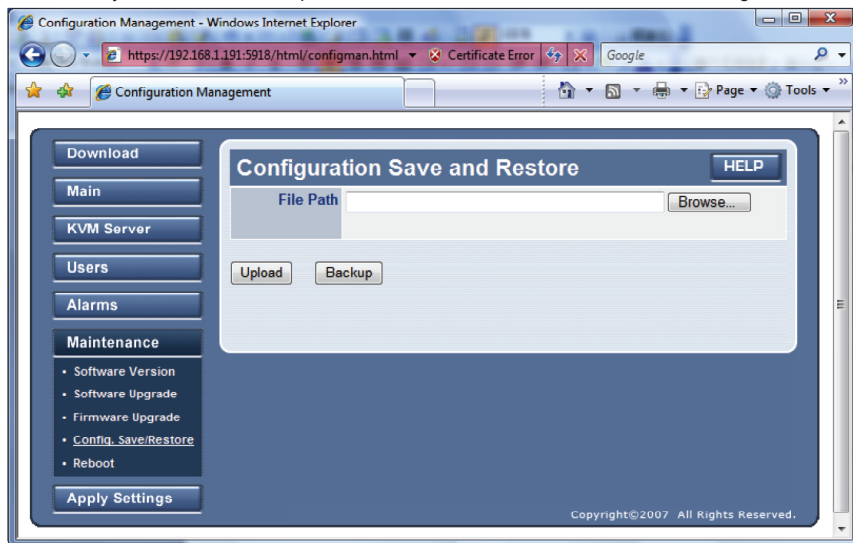 Configuration Management - Windows Internet Explorer
https://192.168.1.191:5918/html/configman.html Certificate Error Google
Configuration Management Page Tools
Download
Main
KVM Server
Users
Alarms
Maintenance
• Software Version
• Software Upgrade
• Firmware Upgrade
• Config. Save/Restore
• Reboot
Apply Settings
Configuration Save and Restore HELP
File Path Browse...
Upload Backup
Copyright©2007 All Rights Reserved.